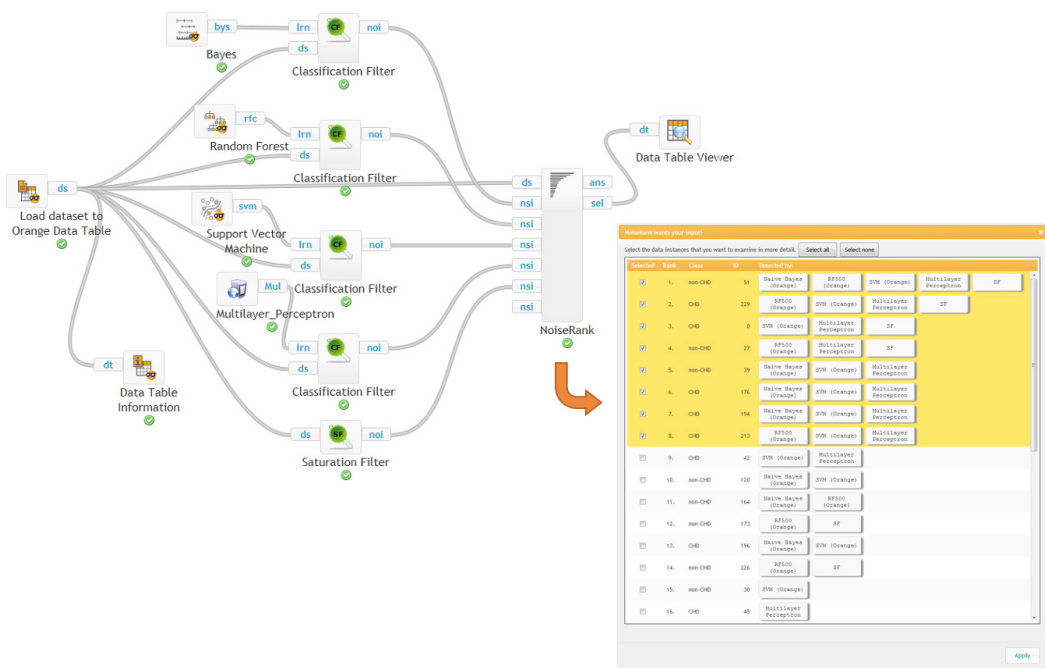 bys
Bayes
lrn
ds
CF
noi
Classification Filter
rfc
Random Forest
lrn
ds
CF
noi
Classification Filter
ds
Load dataset to
Orange Data Table
svm
Support Vector
Machine
lrn
ds
CF
noi
Classification Filter
Mul
Multilayer_Perceptron
lrn
ds
CF
noi
Classification Filter
dt
Data Table
Information
ds
SF
noi
Saturation Filter
ds
nsi
nsi
nsi
nsi
nsi
nsi
ans
sel
NoiseRank
dt
Data Table Viewer
NoiseRank wants your input!
×
Select the data instances that you want to examine in more detail.
Select all
Select none
Selected Rank Class ID Detected by:
1. non-CHD 51 Naive Bayes (Orange) RF500 (Orange) SVM (Orange) Multilayer Perceptron SF
2. CHD 229 RF500 (Orange) SVM (Orange) Multilayer Perceptron SF
3. CHD 0 SVM (Orange) Multilayer Perceptron SF
4. non-CHD 27 RF500 (Orange) Multilayer Perceptron SF
5. non-CHD 39 Naive Bayes (Orange) SVM (Orange) Multilayer Perceptron
6. CHD 176 Naive Bayes (Orange) SVM (Orange) Multilayer Perceptron
7. CHD 194 Naive Bayes (Orange) SVM (Orange) Multilayer Perceptron
8. CHD 213 RF500 (Orange) SVM (Orange) Multilayer Perceptron
9. CHD 42 SVM (Orange) Multilayer Perceptron
10. non-CHD 120 Naive Bayes (Orange) SVM (Orange)
11. non-CHD 164 Naive Bayes (Orange) RF500 (Orange)
12. non-CHD 173 RF500 (Orange) SF
13. CHD 196 Naive Bayes (Orange) SVM (Orange)
14. CHD 226 RF500 (Orange) SF
15. non-CHD 30 SVM (Orange)
16. CHD 45 Multilayer Perceptron
Apply